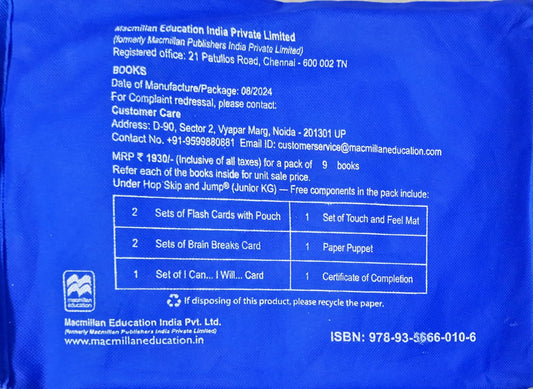 Macmillan Education India Private Limited
(formerly Macmillan Publishers India Private Limited)
Registered office: 21 Patullos Road, Chennai - 600 002 TN
BOOKS
Date of Manufacture/Package: 08/2024
For Complaint redressal, please contact:
Customer Care
Address: D-90, Sector 2, Vyapar Marg, Noida - 201301 UP
Contact No. +91-9599880881 Email ID: customerservice@macmillaneducation.com
MRP ₹ 1930/- (Inclusive of all taxes) for a pack of 9 books
Refer each of the books inside for unit sale price.
Under Hop Skip and Jump® (Junior KG) — Free components in the pack include:
2 Sets of Flash Cards with Pouch 1 Set of Touch and Feel Mat
2 Sets of Brain Breaks Card 1 Paper Puppet
1 Set of I Can... I Will... Card 1 Certificate of Completion
If disposing of this product, please recycle the paper.
macmillan
education
Macmillan Education India Pvt. Ltd.
(formerly Macmillan Publishers India Private Limited)
www.macmillaneducation.in
ISBN: 978-93-5666-010-6